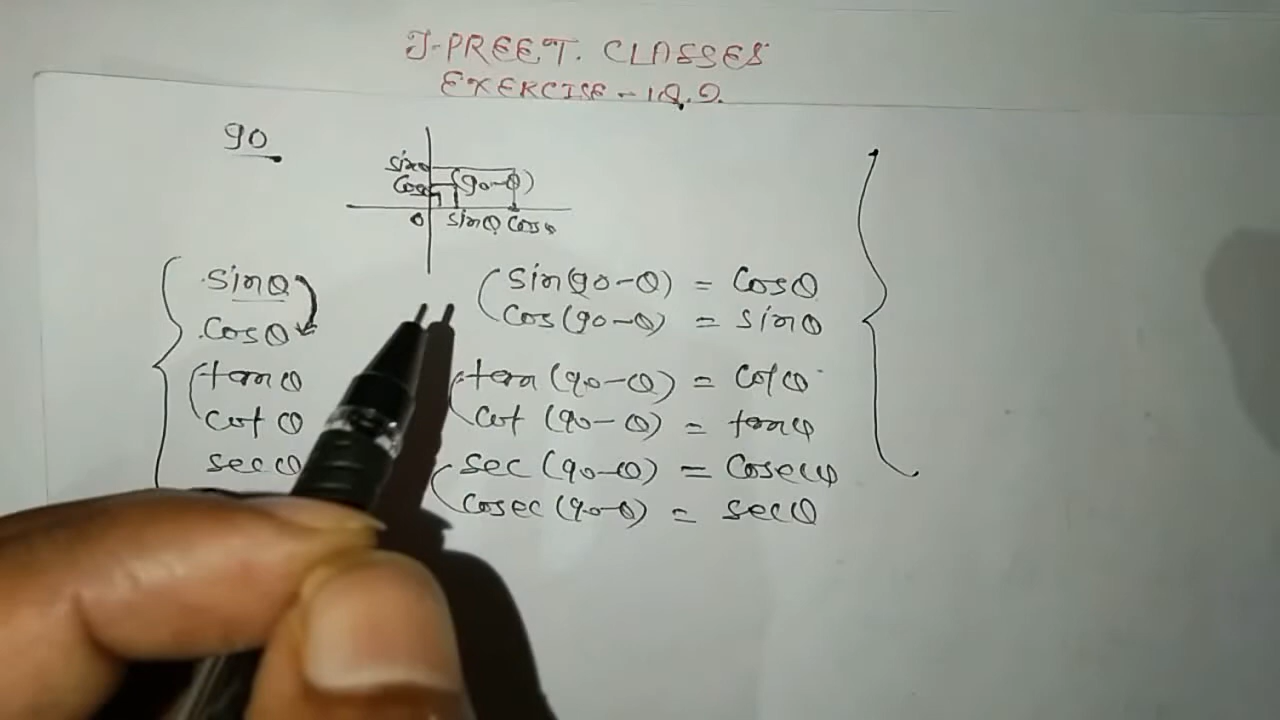 J-PREET. CLASSES
EXERCISE - 18.2.
90
sinθ
cosθ
(90-θ)
0 sinθ cosθ
sinθ
cosθ
tanθ
cotθ
secθ
sin(90-θ) = cosθ
cos(90-θ) = sinθ
tan(90-θ) = cotθ
cot(90-θ) = tanθ
sec(90-θ) = cosecθ
cosec(90-θ) = secθ